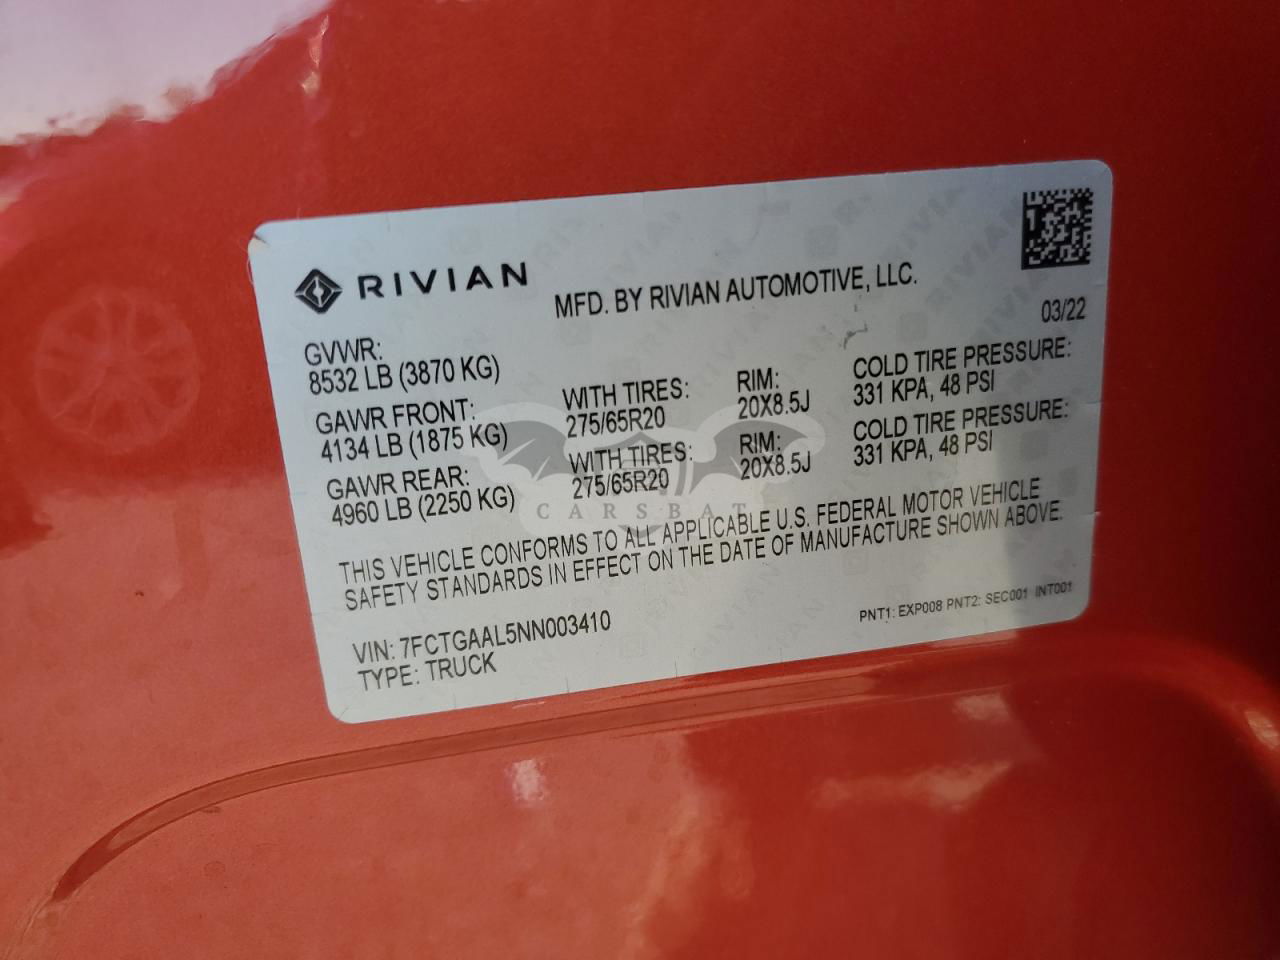 RIVIAN
MFD. BY RIVIAN AUTOMOTIVE, LLC.
03/22
GVWR:
8532 LB (3870 KG)
GAWR FRONT: WITH TIRES: RIM: COLD TIRE PRESSURE:
4134 LB (1875 KG) 275/65R20 20X8.5J 331 KPA, 48 PSI
GAWR REAR: WITH TIRES: RIM: COLD TIRE PRESSURE:
4960 LB (2250 KG) 275/65R20 20X8.5J 331 KPA, 48 PSI
CARSBAT
THIS VEHICLE CONFORMS TO ALL APPLICABLE U.S. FEDERAL MOTOR VEHICLE
SAFETY STANDARDS IN EFFECT ON THE DATE OF MANUFACTURE SHOWN ABOVE.
VIN: 7FCTGAAL5NN003410
TYPE: TRUCK
PNT1: EXP008 PNT2: SEC001 INT001